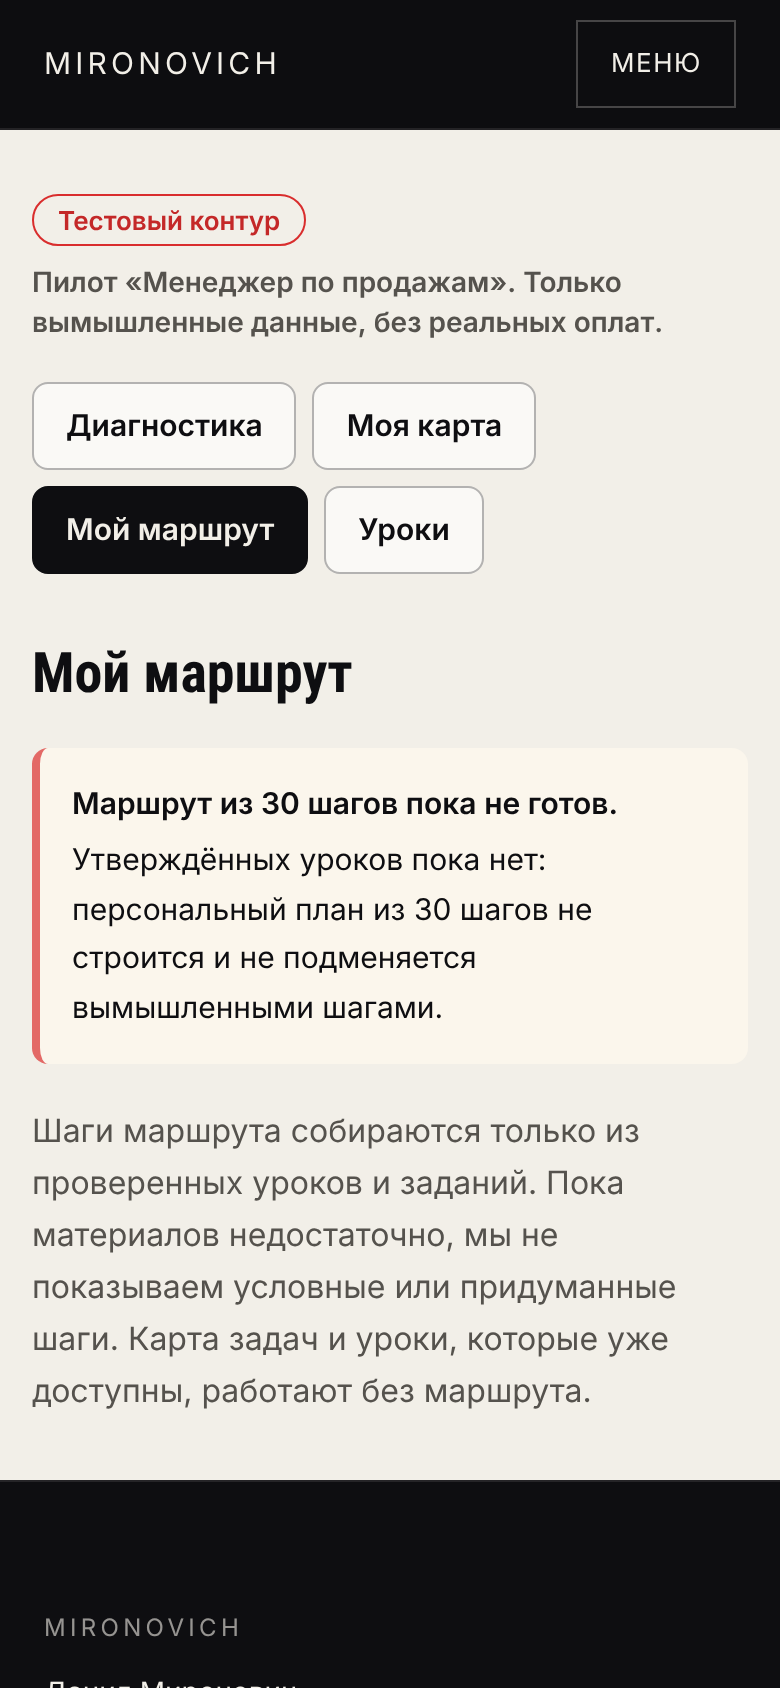 MIRONOVICH
МЕНЮ
Тестовый контур
Пилот «Менеджер по продажам». Только
вымышленные данные, без реальных оплат.
Диагностика
Моя карта
Мой маршрут
Уроки
Мой маршрут
Маршрут из 30 шагов пока не готов.
Утверждённых уроков пока нет:
персональный план из 30 шагов не
строится и не подменяется
вымышленными шагами.
Шаги маршрута собираются только из
проверенных уроков и заданий. Пока
материалов недостаточно, мы не
показываем условные или придуманные
шаги. Карта задач и уроки, которые уже
доступны, работают без маршрута.
MIRONOVICH